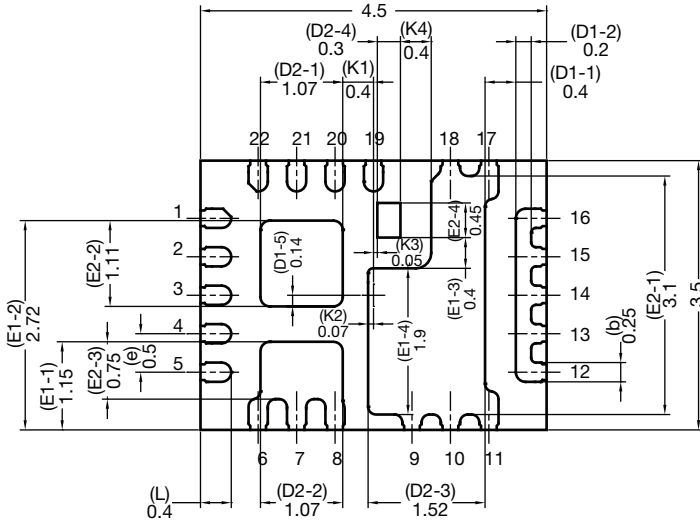 4.5
(D2-4)
0.3
(K4)
0.4
(D1-2)
0.2
(D2-1)
1.07
(K1)
0.4
(D1-1)
0.4
22
21
20
19
18
17
1
2
3
4
5
16
15
14
13
12
6
7
8
9
10
11
(E1-2)
2.72
(E2-2)
1.11
(E1-1)
1.15
(E2-3)
0.75
(e)
0.5
(D1-5)
0.14
(K2)
0.07
(K3)
0.05
(E2-4)
0.45
(E1-3)
0.4
(E1-4)
1.9
(b)
0.25
(E2-1)
3.1
3.5
(L)
0.4
(D2-2)
1.07
(D2-3)
1.52